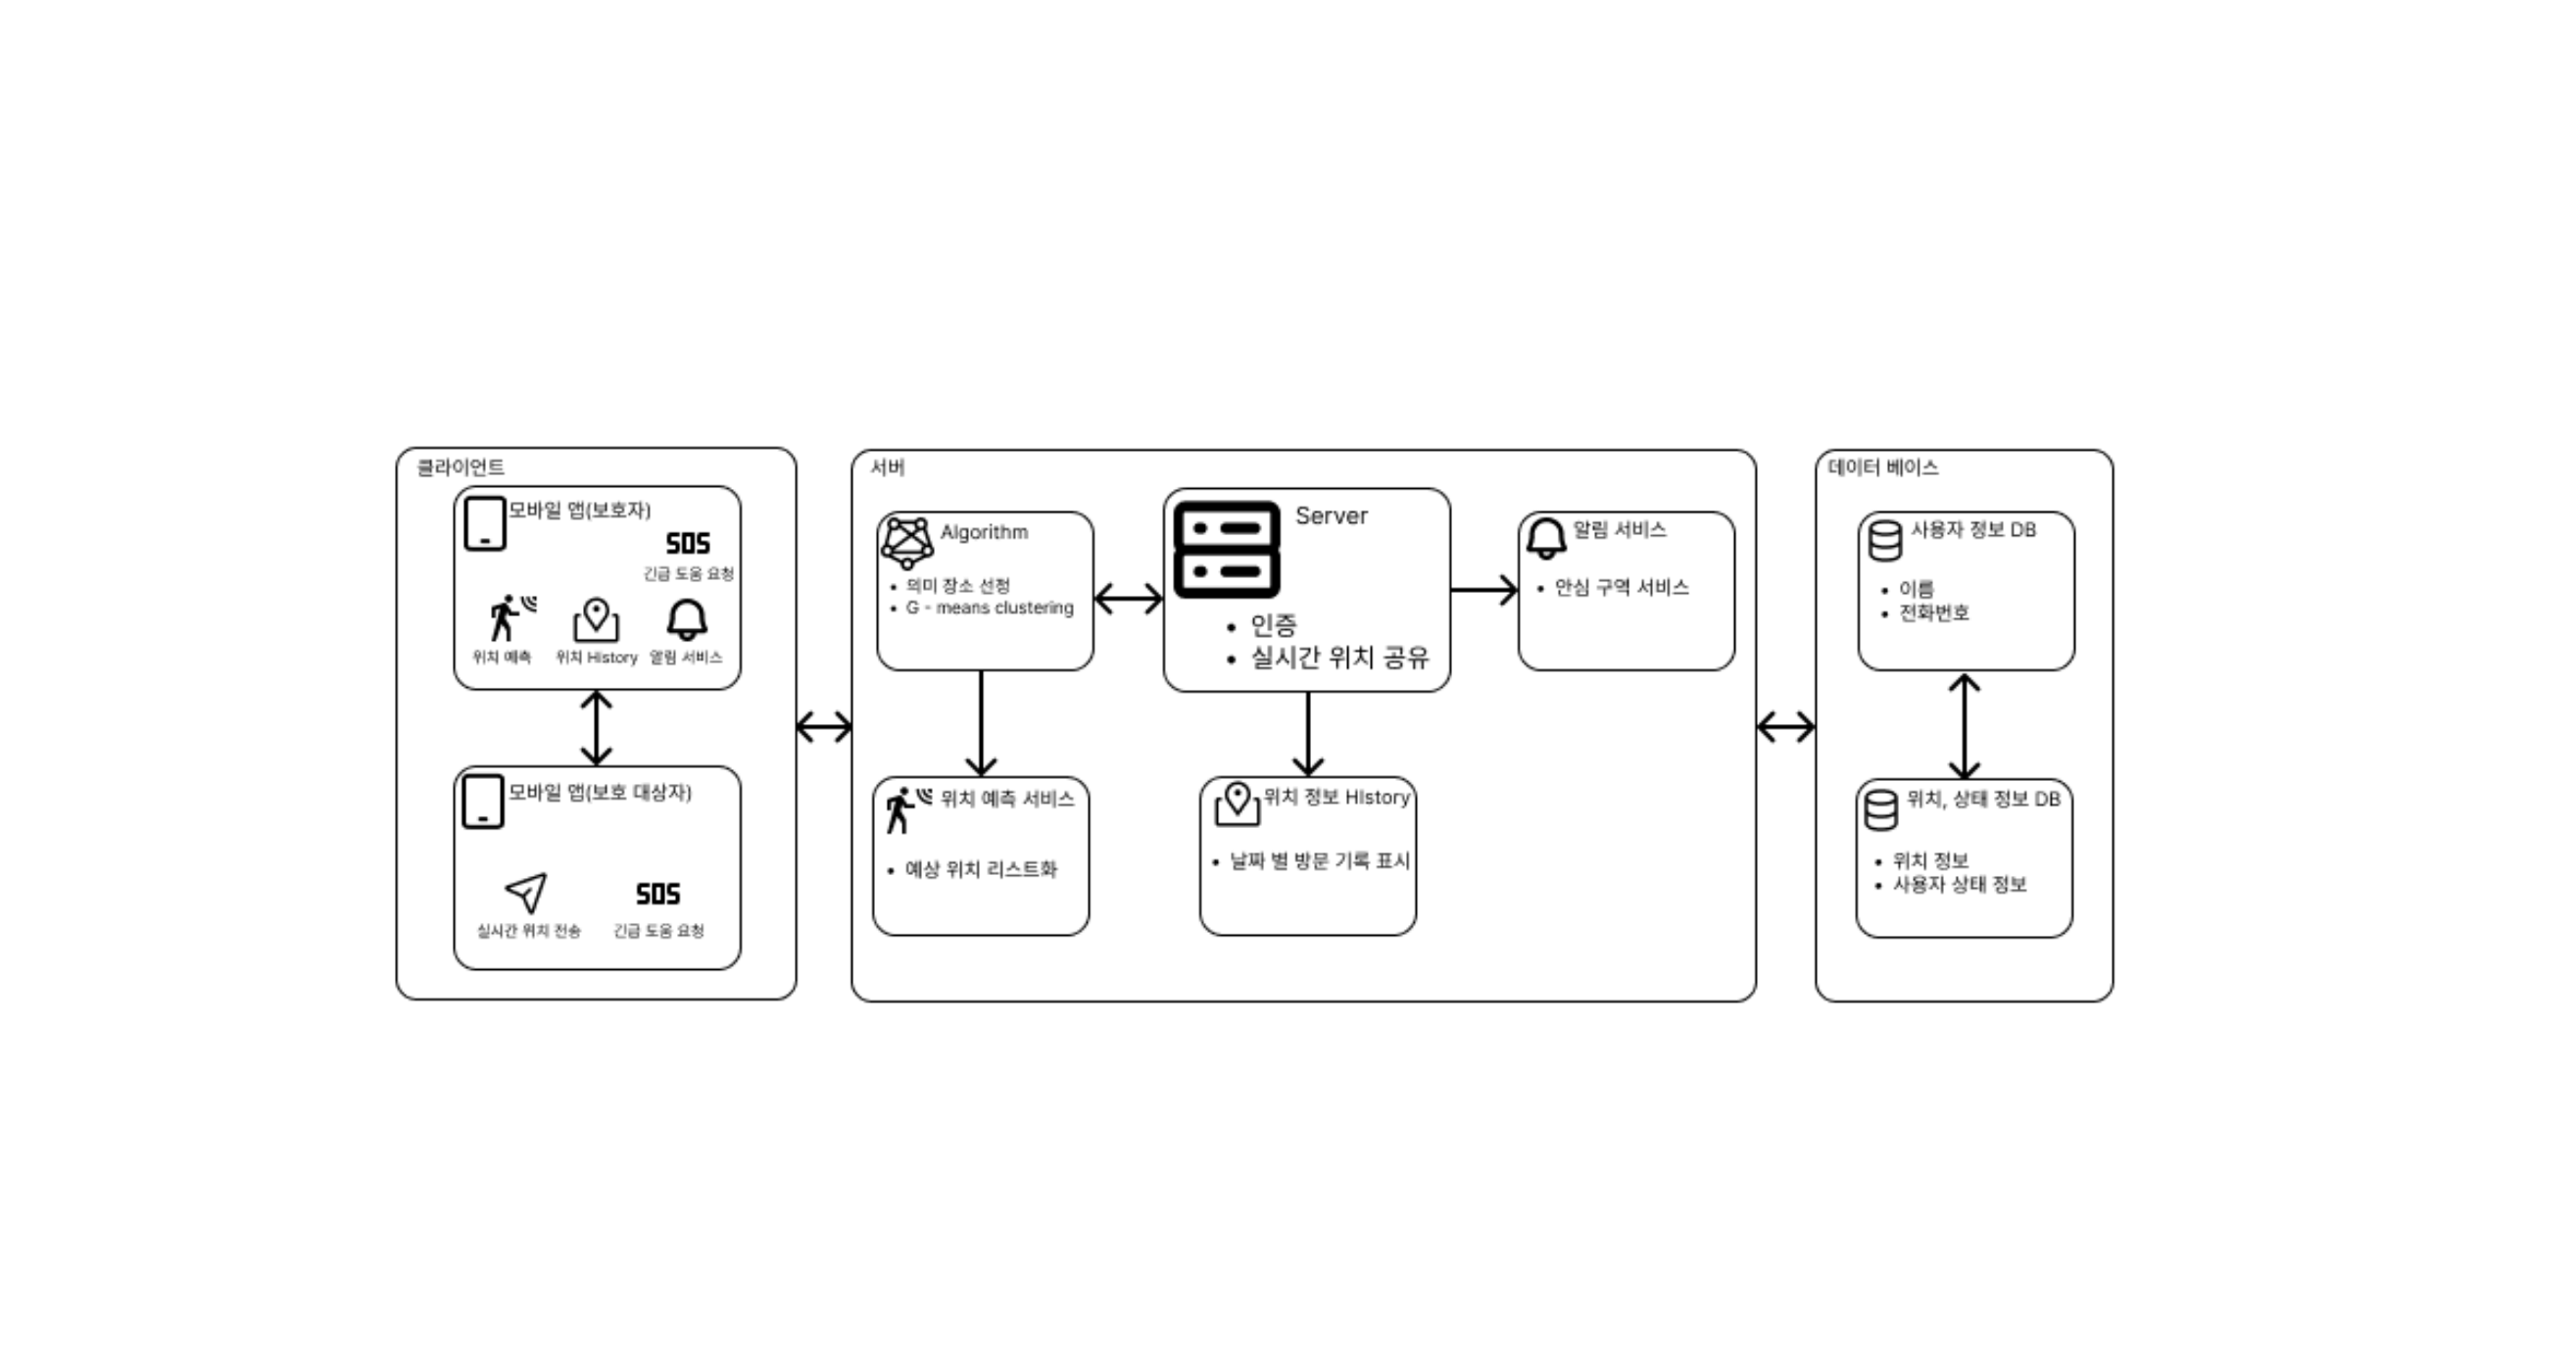 클라이언트
모바일 앱(보호자)
SOS
긴급 도움 요청
위치 예측
위치 History
알림 서비스
모바일 앱(보호 대상자)
실시간 위치 전송
SOS
긴급 도움 요청
서버
Algorithm
• 의미 장소 선정
• G - means clustering
Server
• 인증
• 실시간 위치 공유
알림 서비스
• 안심 구역 서비스
위치 예측 서비스
• 예상 위치 리스트화
위치 정보 HIstory
• 날짜 별 방문 기록 표시
데이터 베이스
사용자 정보 DB
• 이름
• 전화번호
위치, 상태 정보 DB
• 위치 정보
• 사용자 상태 정보